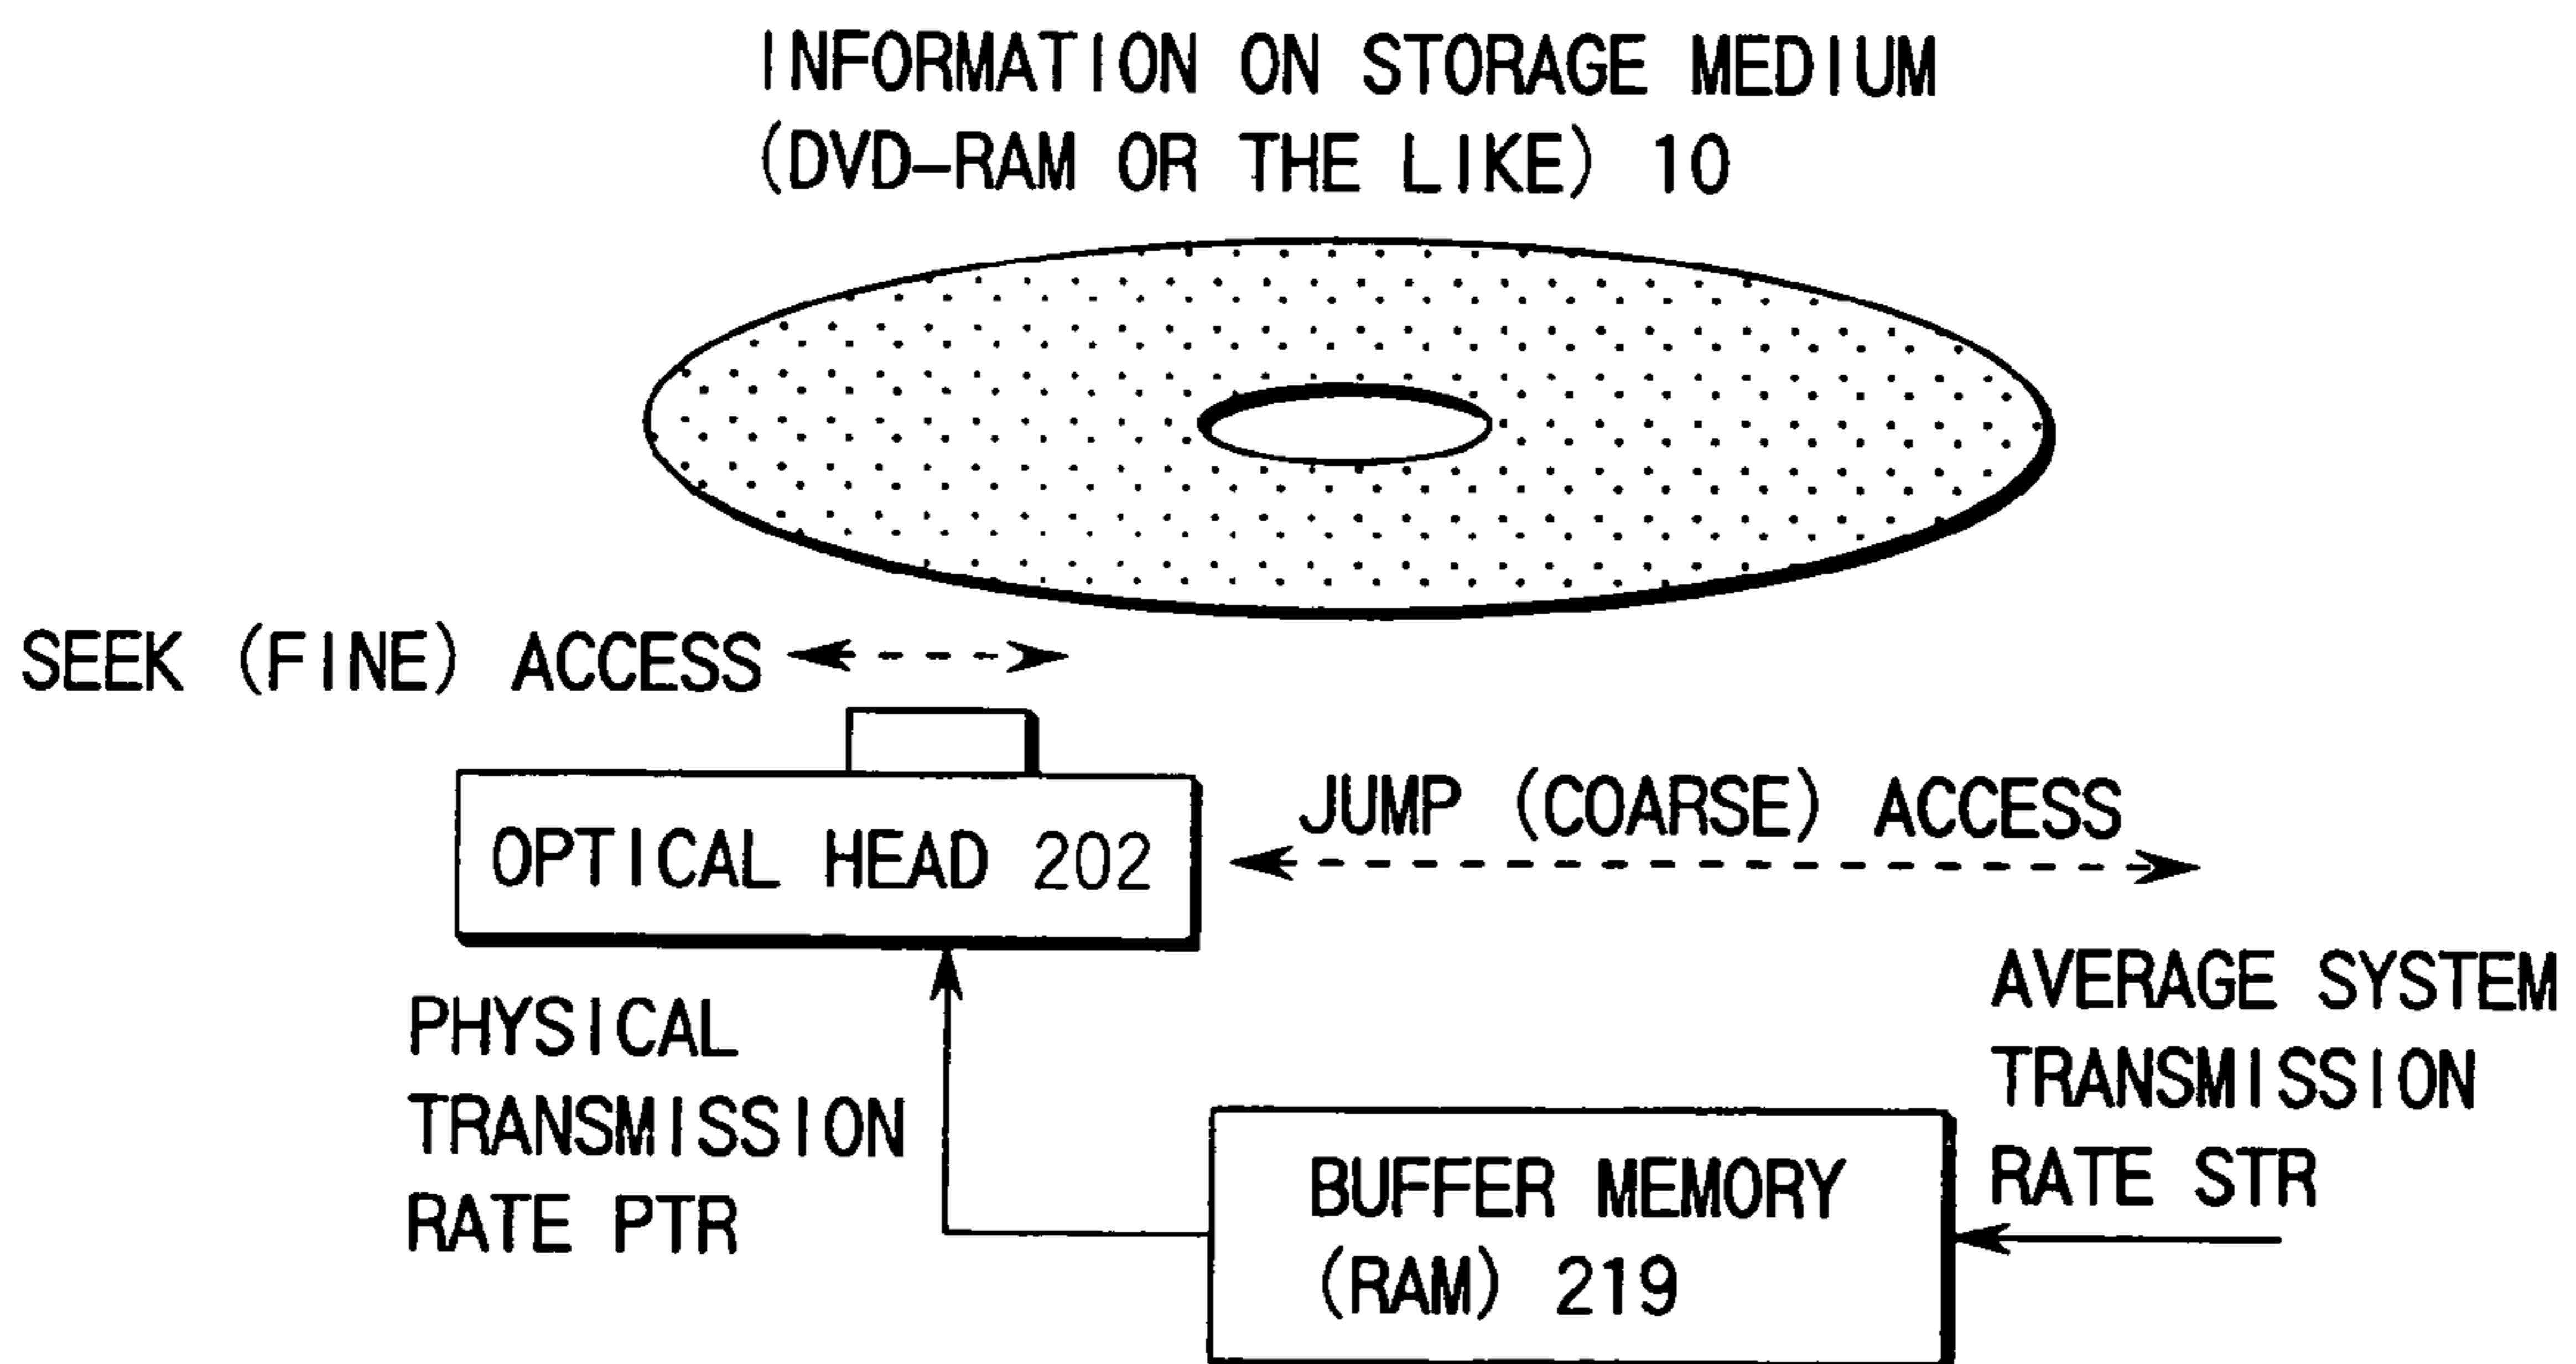 INFORMATION ON STORAGE MEDIUM
(DVD-RAM OR THE LIKE) 10
SEEK (FINE) ACCESS
OPTICAL HEAD 202
JUMP (COARSE) ACCESS
PHYSICAL
TRANSMISSION
RATE PTR
BUFFER MEMORY
(RAM) 219
AVERAGE SYSTEM
TRANSMISSION
RATE STR